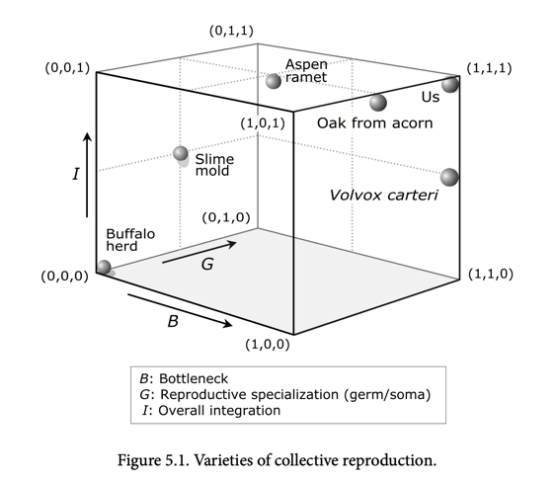 (0,1,1)
(0,0,1)
Aspen
ramet
(1,1,1)
Us
(1,0,1)
Oak from acorn
I
Slime
mold
Volvox carteri
(0,1,0)
Buffalo
herd
G
(0,0,0)
(1,1,0)
B
(1,0,0)
B: Bottleneck
G: Reproductive specialization (germ/soma)
I: Overall integration
Figure 5.1. Varieties of collective reproduction.